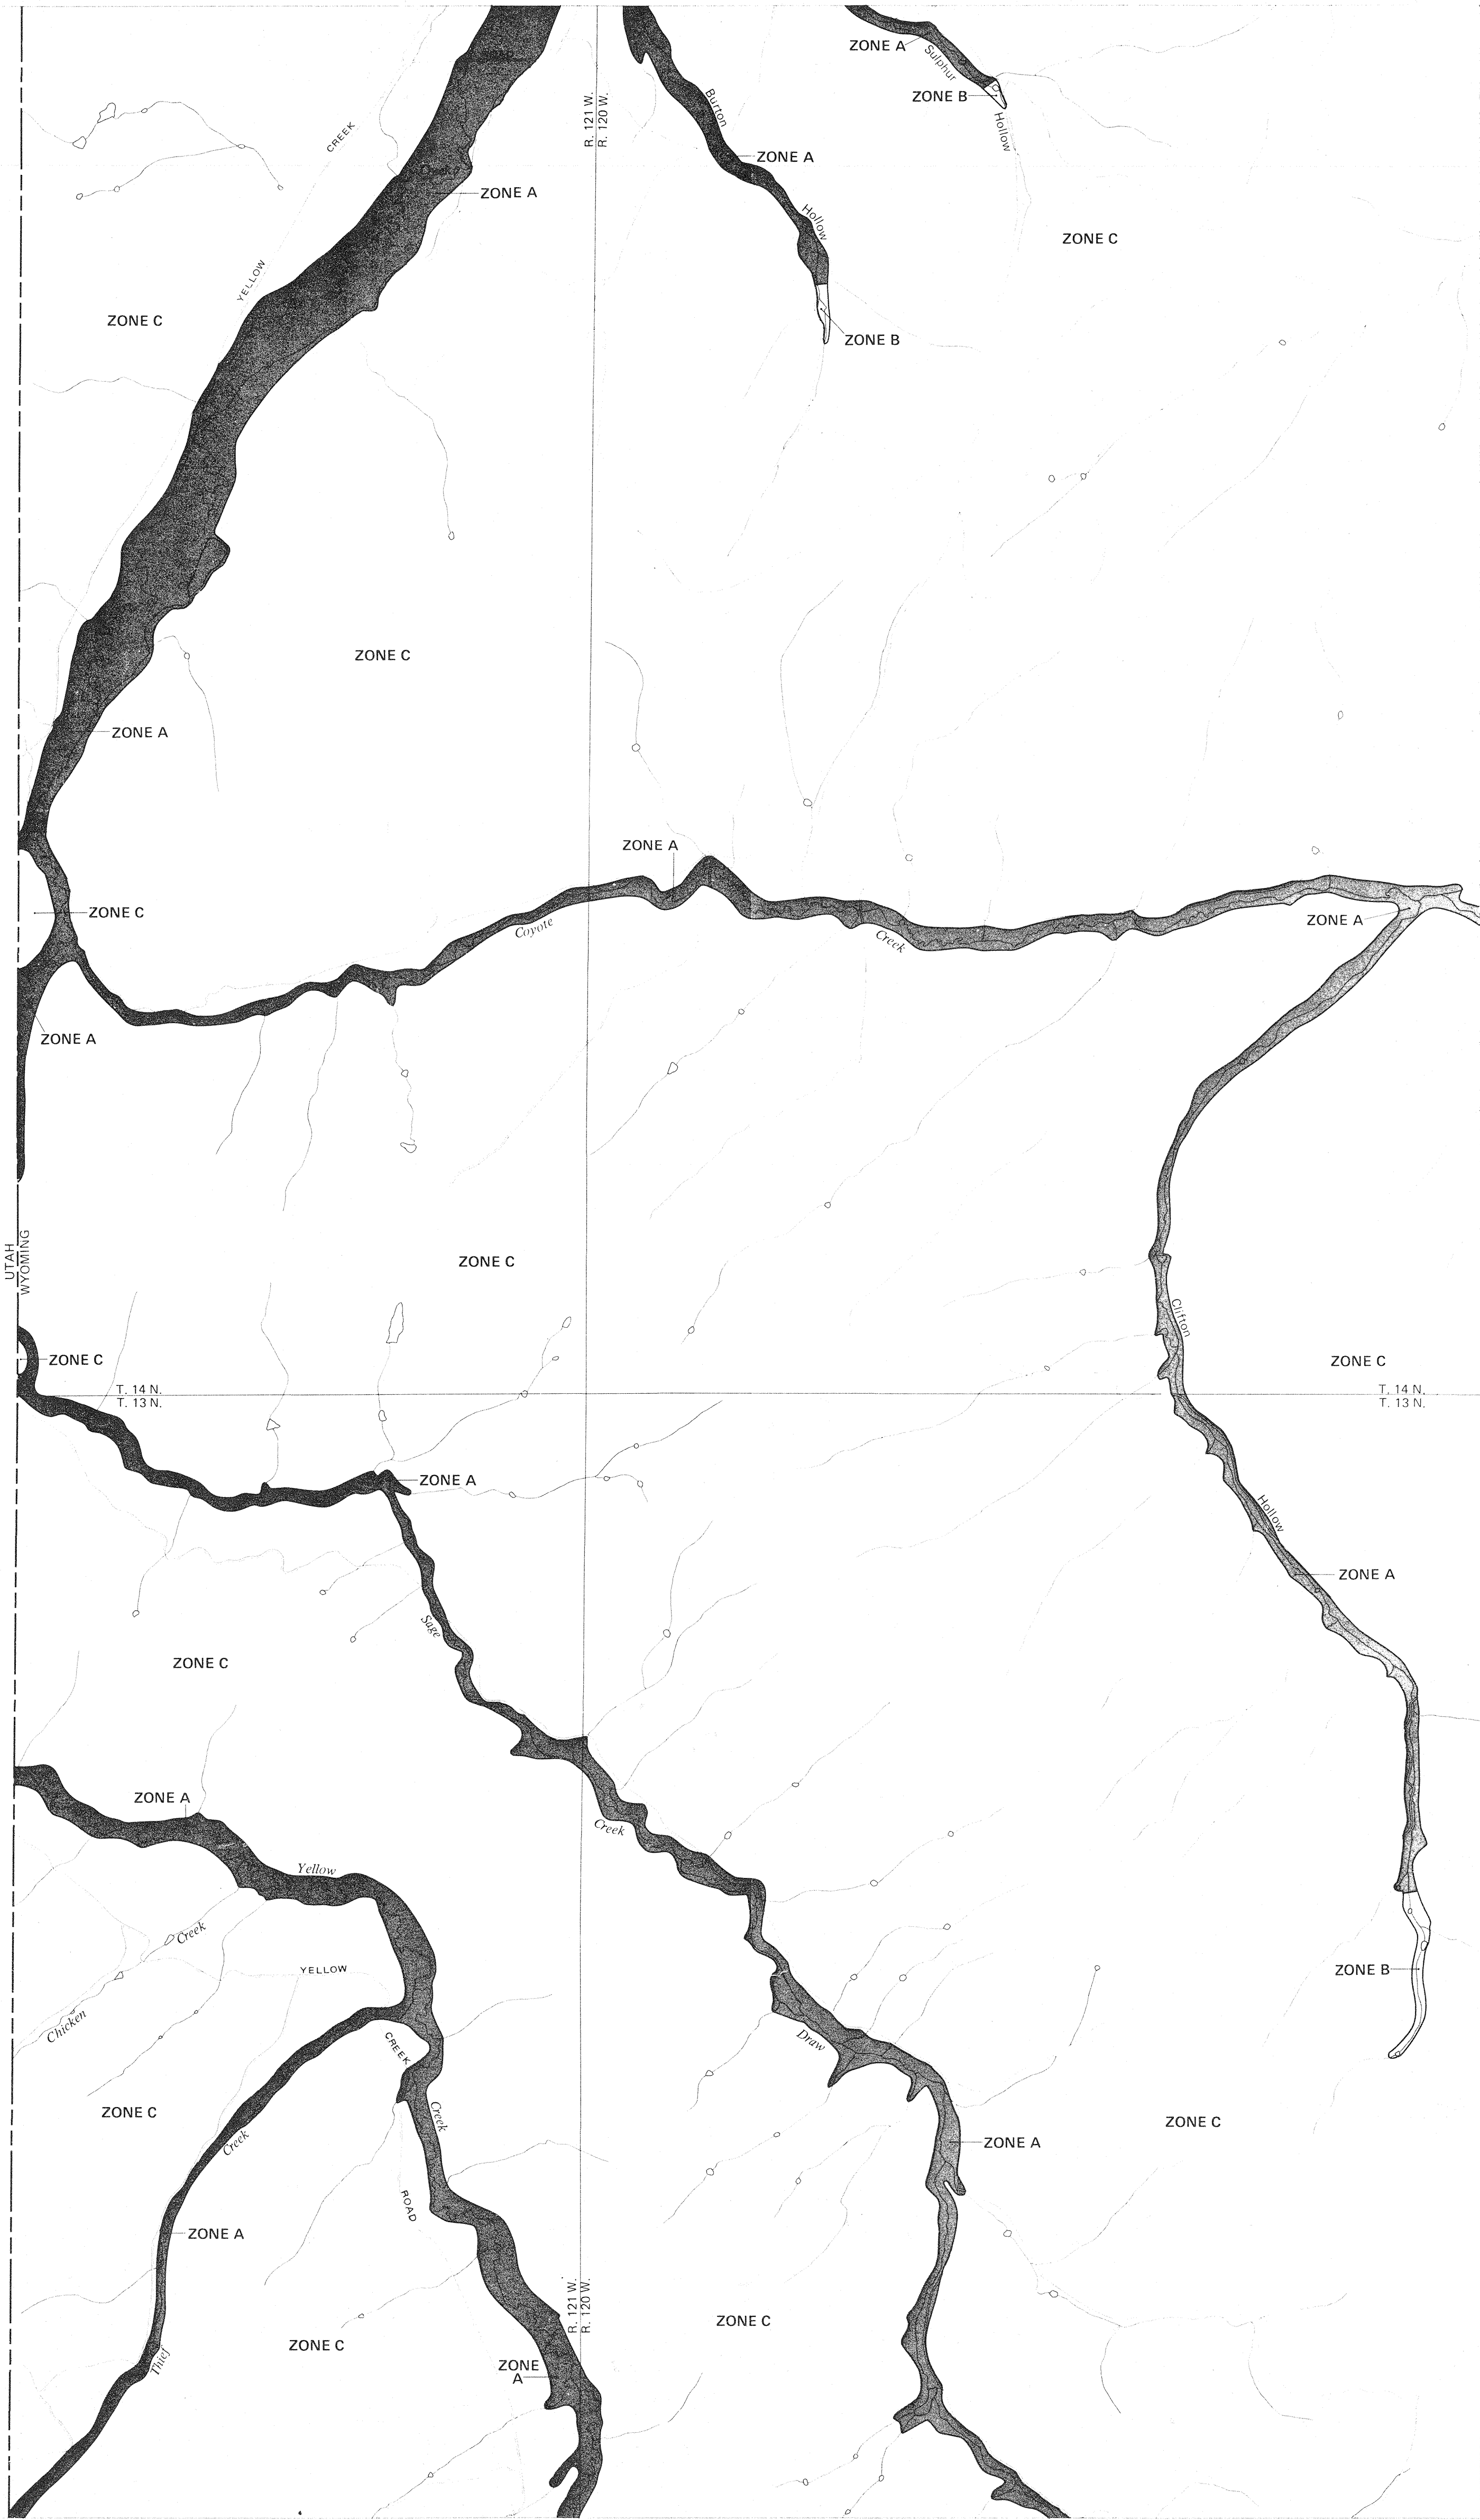 ZONE A
Sulphur
ROAD
ZONE B
Burton
R. 121 W.
R. 120 W.
Hollow
CREEK
ZONE A
Creek
ZONE A
Hollow
ZONE C
YELLOW
ZONE C
ZONE B
ZONE C
ZONE A
ZONE A
ZONE C
ZONE A
Coyote
Creek
ZONE A
UTAH
WYOMING
ZONE C
Clifton
ZONE C
ZONE C
T. 14 N.
T. 13 N.
T. 14 N.
T. 13 N.
ZONE A
Hollow
ZONE A
Sage
ZONE C
ZONE A
Creek
Yellow
Creek
YELLOW
ZONE B
Chicken
Draw
CREEK
ZONE C
Creek
ZONE C
Creek
ZONE A
ROAD
ZONE A
R. 121 W.
R. 120 W.
ZONE C
ZONE C
Thief
ZONE
A